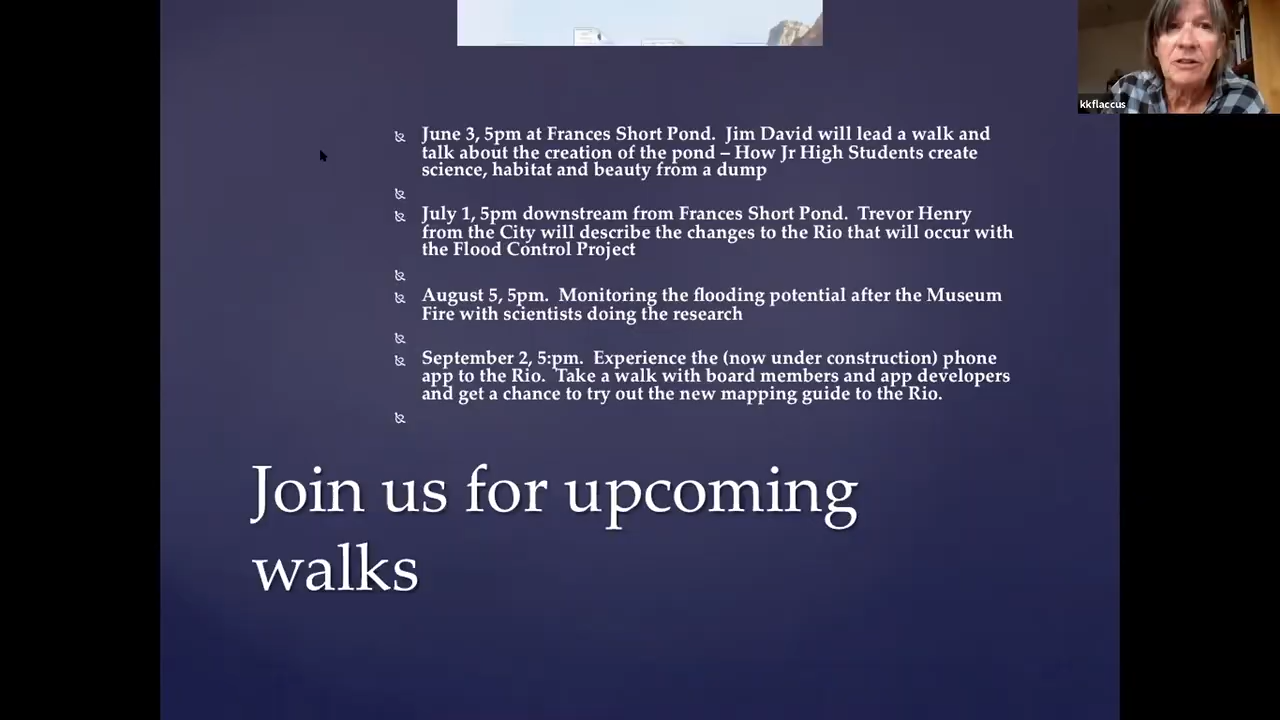 kkflaccus
June 3, 5pm at Frances Short Pond.  Jim David will lead a walk and
talk about the creation of the pond – How Jr High Students create
science, habitat and beauty from a dump
July 1, 5pm downstream from Frances Short Pond.  Trevor Henry
from the City will describe the changes to the Rio that will occur with
the Flood Control Project
August 5, 5pm.  Monitoring the flooding potential after the Museum
Fire with scientists doing the research
September 2, 5:pm.  Experience the (now under construction) phone
app to the Rio.  Take a walk with board members and app developers
and get a chance to try out the new mapping guide to the Rio.
Join us for upcoming
walks